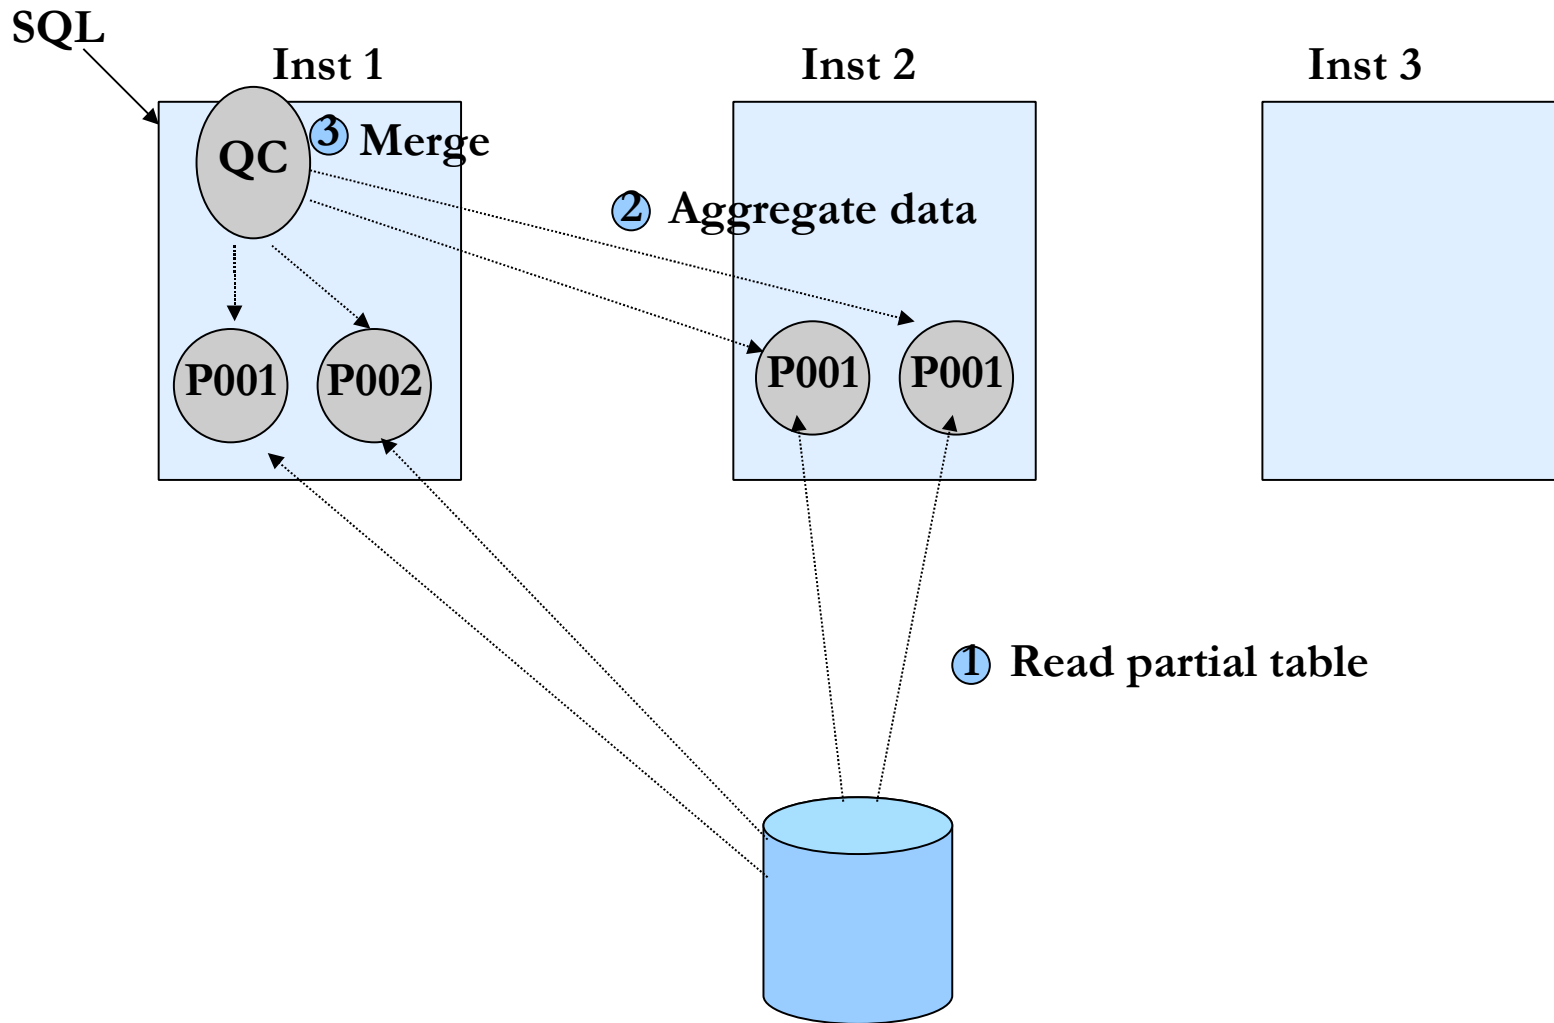 SQL
Inst 1
Inst 2
Inst 3
QC
3 Merge
2 Aggregate data
P001
P002
P001
P001
1 Read partial table